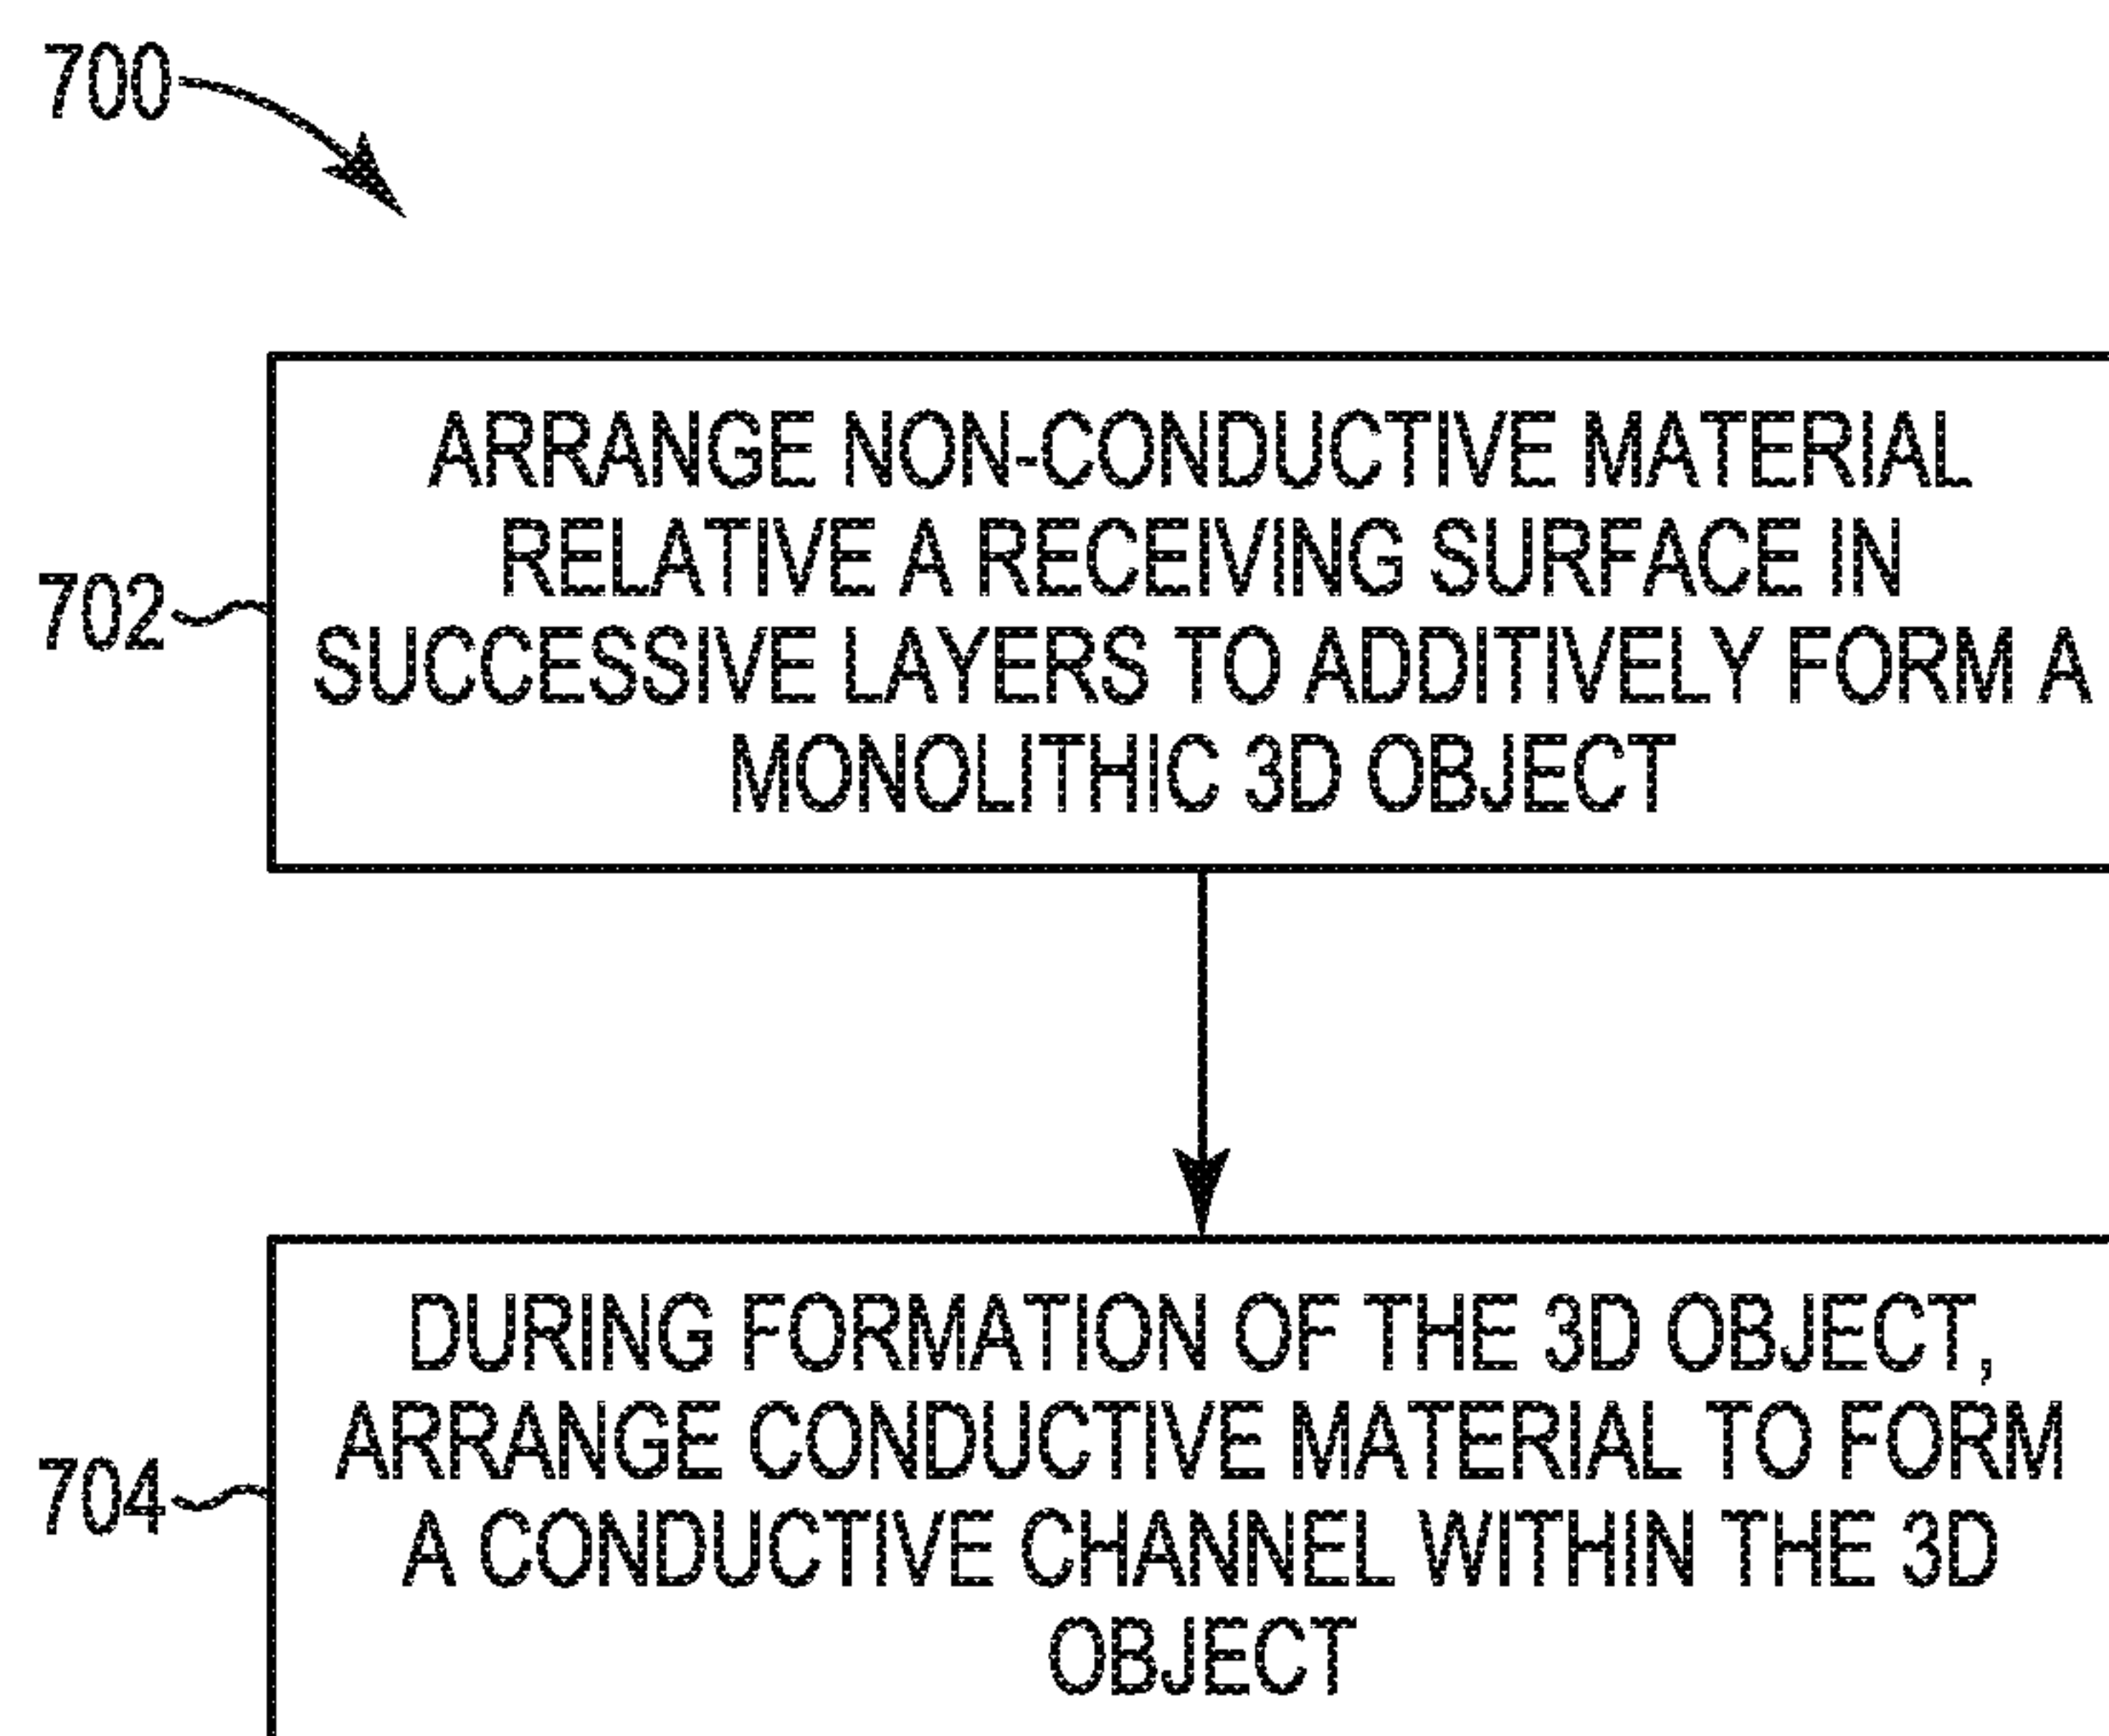 700
ARRANGE NON-CONDUCTIVE MATERIAL
RELATIVE A RECEIVING SURFACE IN
702
SUCCESSIVE LAYERS TO ADDITIVELY FORM A
MONOLITHIC 3D OBJECT
DURING FORMATION OF THE 3D OBJECT,
ARRANGE CONDUCTIVE MATERIAL TO FORM
704
A CONDUCTIVE CHANNEL WITHIN THE 3D
OBJECT